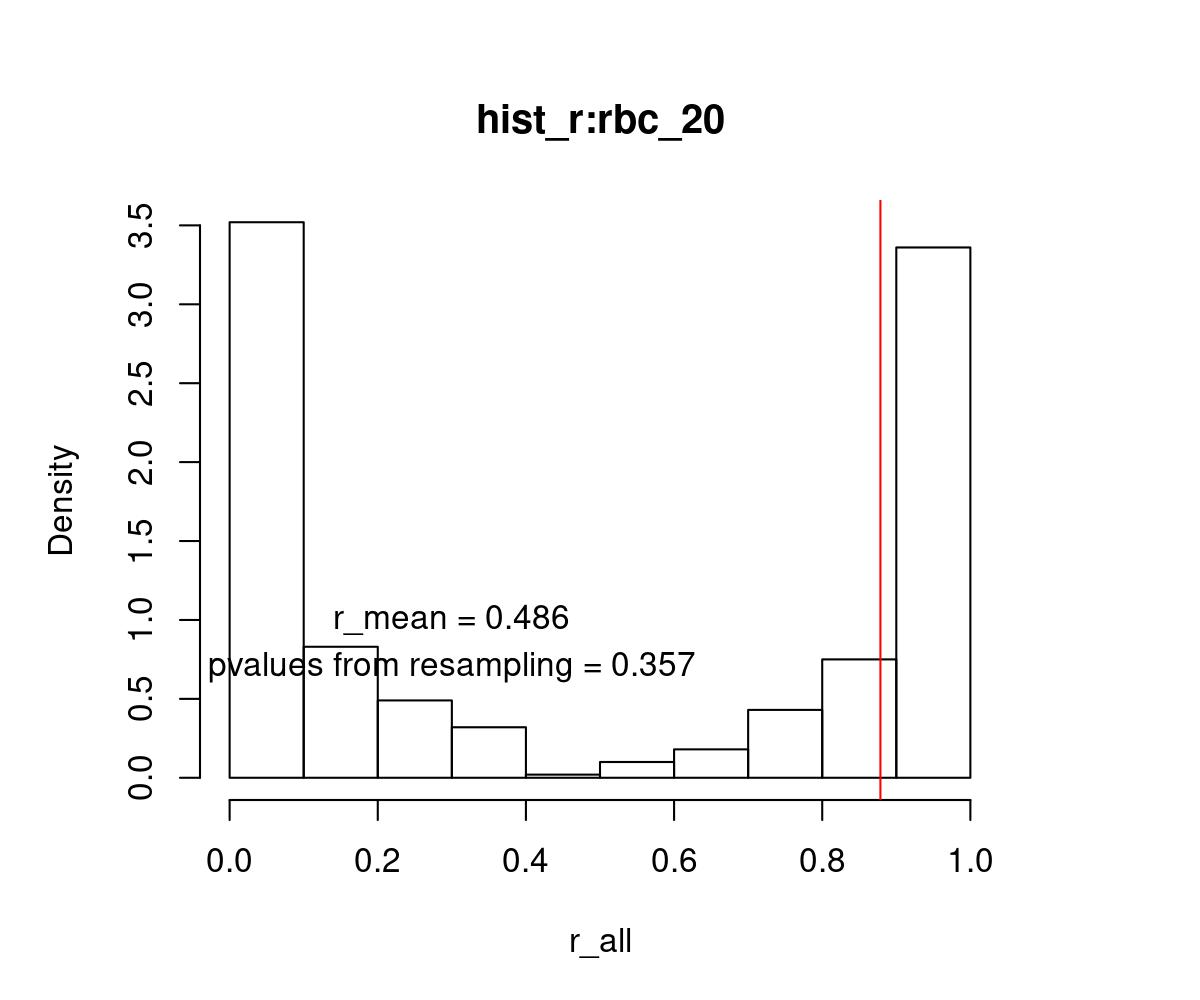 hist_r:rbc_20
Density
3.5
3.0
2.5
2.0
1.5
1.0
0.5
0.0
r_mean = 0.486
pvalues from resampling = 0.357
0.0 0.2 0.4 0.6 0.8 1.0
r_all